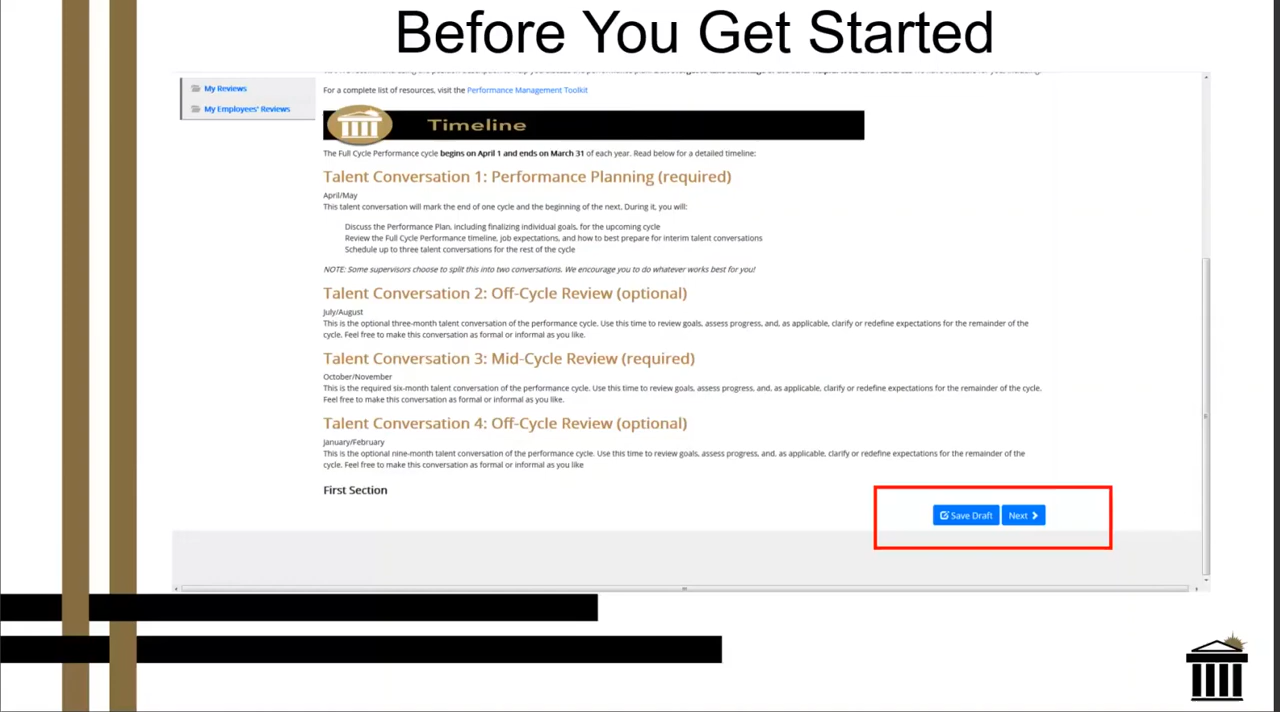 Before You Get Started
My Reviews
My Employees' Reviews
For a complete list of resources, visit the Performance Management Toolkit
Timeline
The Full Cycle Performance cycle begins on April 1 and ends on March 31 of each year. Read below for a detailed timeline:
Talent Conversation 1: Performance Planning (required)
April/May
This talent conversation will mark the end of one cycle and the beginning of the next. During it, you will:
Discuss the Performance Plan, including finalizing individual goals, for the upcoming cycle
Review the Full Cycle Performance timeline, job expectations, and how to best prepare for interim talent conversations
Schedule up to three talent conversations for the rest of the cycle
NOTE: Some supervisors choose to split this into two conversations. We encourage you to do whatever works best for you!
Talent Conversation 2: Off-Cycle Review (optional)
July/August
This is the optional three-month talent conversation of the performance cycle. Use this time to review goals, assess progress, and, as applicable, clarify or redefine expectations for the remainder of the
cycle. Feel free to make this conversation as formal or informal as you like.
Talent Conversation 3: Mid-Cycle Review (required)
October/November
This is the required six-month talent conversation of the performance cycle. Use this time to review goals, assess progress, and, as applicable, clarify or redefine expectations for the remainder of the cycle.
Feel free to make this conversation as formal or informal as you like.
Talent Conversation 4: Off-Cycle Review (optional)
January/February
This is the optional nine-month talent conversation of the performance cycle. Use this time to review goals, assess progress, and, as applicable, clarify or redefine expectations for the remainder of the
cycle. Feel free to make this conversation as formal or informal as you like
First Section
Save Draft Next